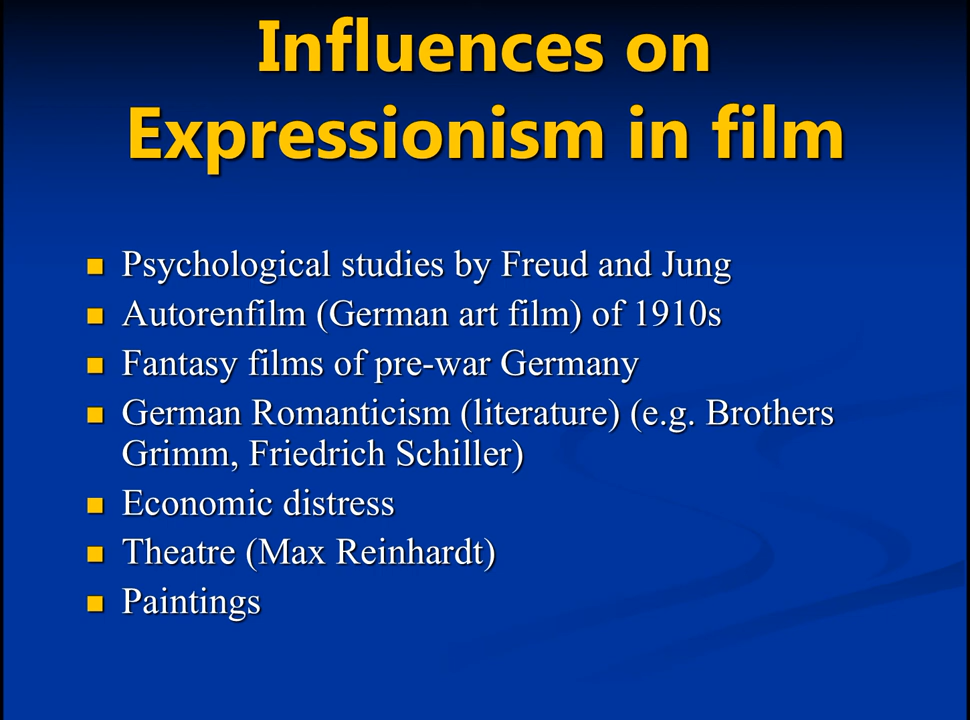 Influences on
Expressionism in film
Psychological studies by Freud and Jung
Autorenfilm (German art film) of 1910s
Fantasy films of pre-war Germany
German Romanticism (literature) (e.g. Brothers
Grimm, Friedrich Schiller)
Economic distress
Theatre (Max Reinhardt)
Paintings